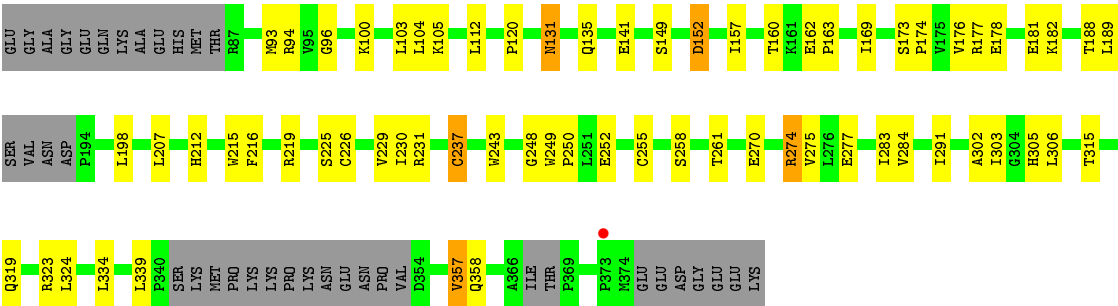 GLU GLY ALA GLY GLU GLN LYS ALA GLU HIS MET THR R87 M93 R94 V95 G96 K100 L103 L104 K105 L112 P120 N131 Q135 E141 S149 D152 I157 T160 K161 E162 P163 I169 S173 P174 V175 V176 R177 E178 E181 K182 T188 L189
SER VAL ASN ASP P194 L198 L207 H212 W215 F216 R219 S225 C226 V229 L230 R231 C237 W243 G248 W249 P250 L251 E252 C255 S258 T261 E270 R274 V275 L276 E277 I283 V284 I291 A302 I303 G304 H305 L306 T315
Q319 R323 L324 L334 L339 P340 SER LYS MET PRO LYS LYS PRO LYS ASN GLU ASN PRO VAL D354 V357 Q358 A366 ILE THR P369 P373 M374 GLU GLU ASP GLY GLU GLU LYS